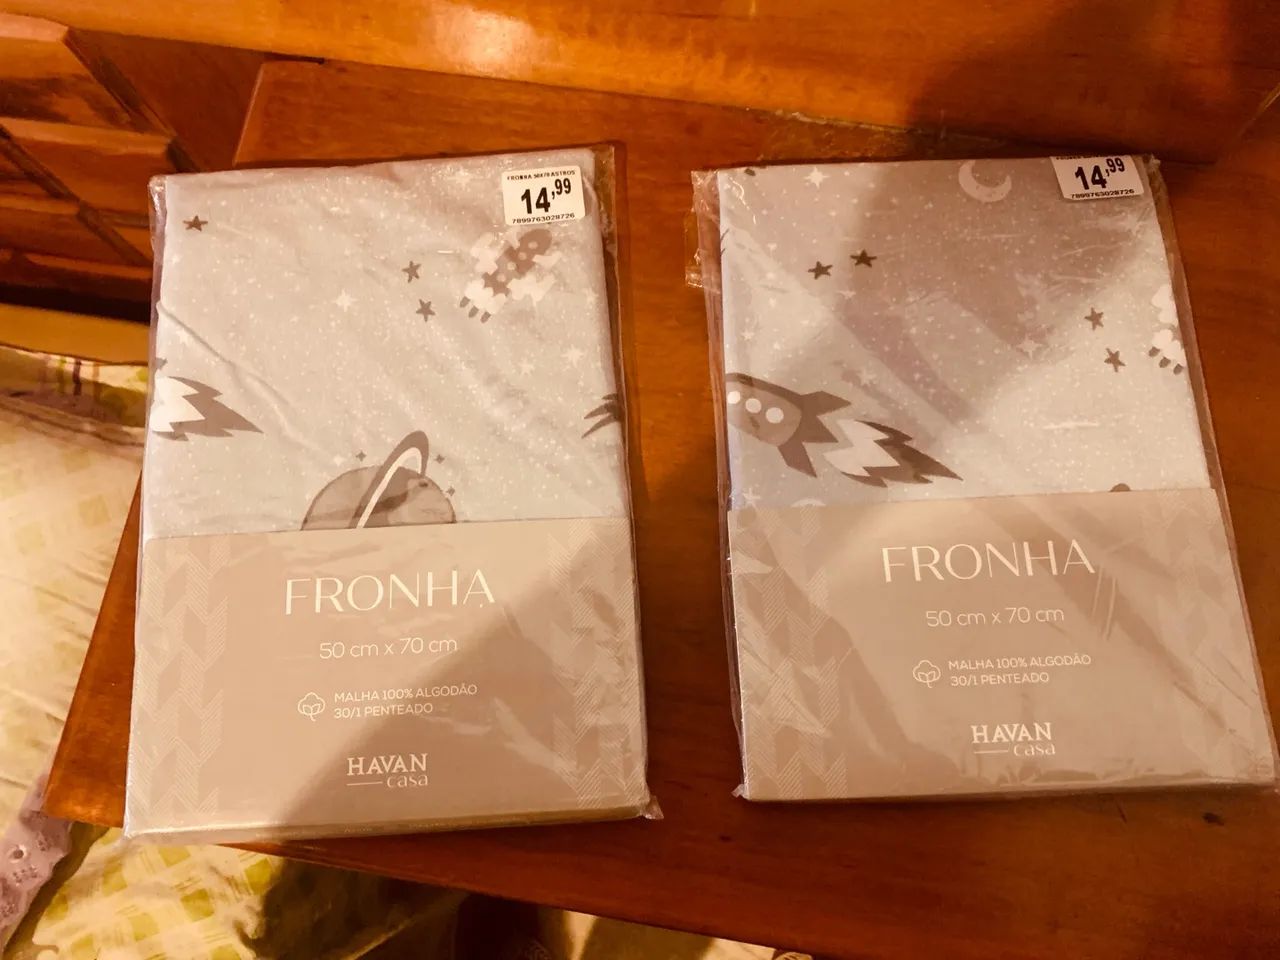 FRONHA 50X70 ASTROS
14,99
7899763028726
FRONHA
50 cm x 70 cm
MALHA 100% ALGODÃO
30/1 PENTEADO
HAVAN
casa
14,99
7899763028726
FRONHA
50 cm x 70 cm
MALHA 100% ALGODÃO
30/1 PENTEADO
HAVAN
casa